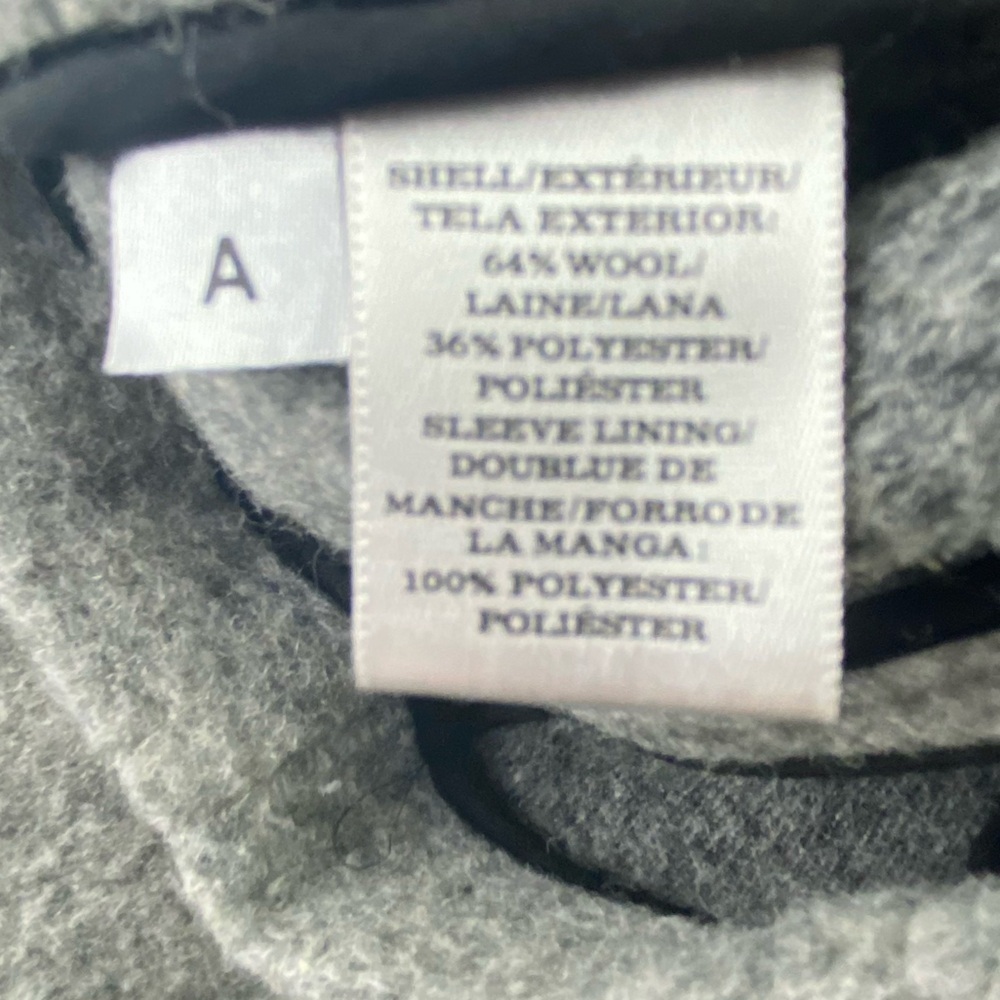 A
SHELL/EXTÉRIEUR/
TELA EXTERIOR:
64% WOOL/
LAINE/LANA
36% POLYESTER/
POLIÉSTER
SLEEVE LINING/
DOUBLUE DE
MANCHE/FORRO DE
LA MANGA:
100% POLYESTER/
POLIÉSTER